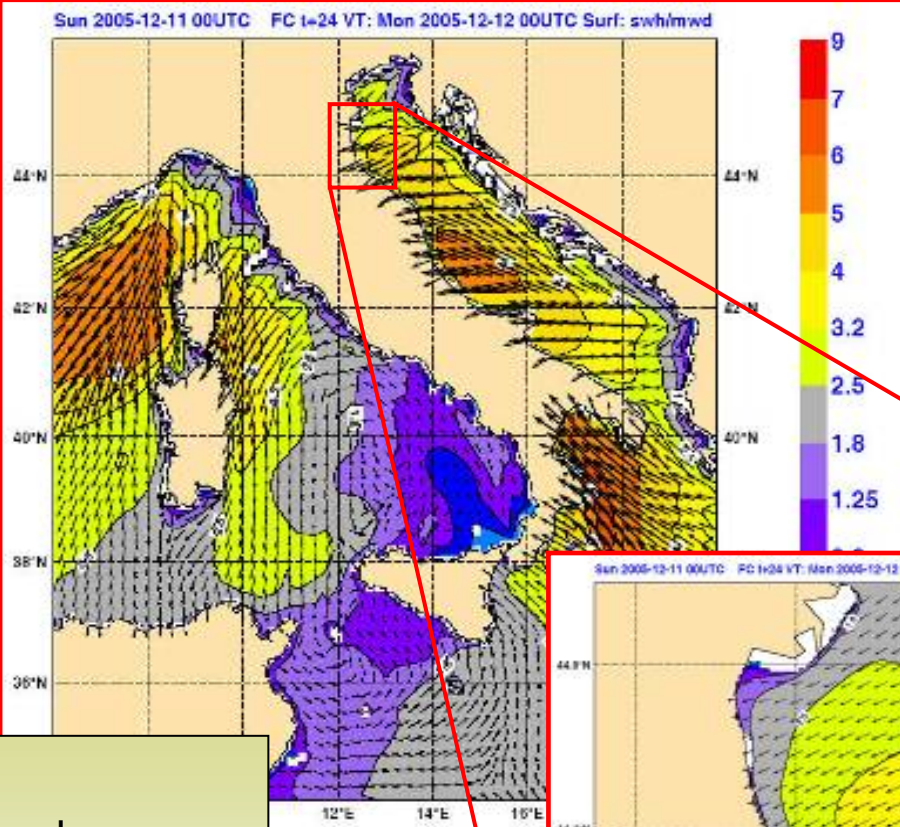 Sun 2005-12-11 00UTC FC t+24 VT: Mon 2005-12-12 00UTC Surf: swh/mwd
9
7
6
5
4
3.2
2.5
1.8
1.25
44°N
44°N
42°N
42°N
40°N
40°N
38°N
38°N
36°N
12°E
14°E
16°E
Sun 2005-12-11 00UTC FC t+24 VT: Mon 2005-12-12